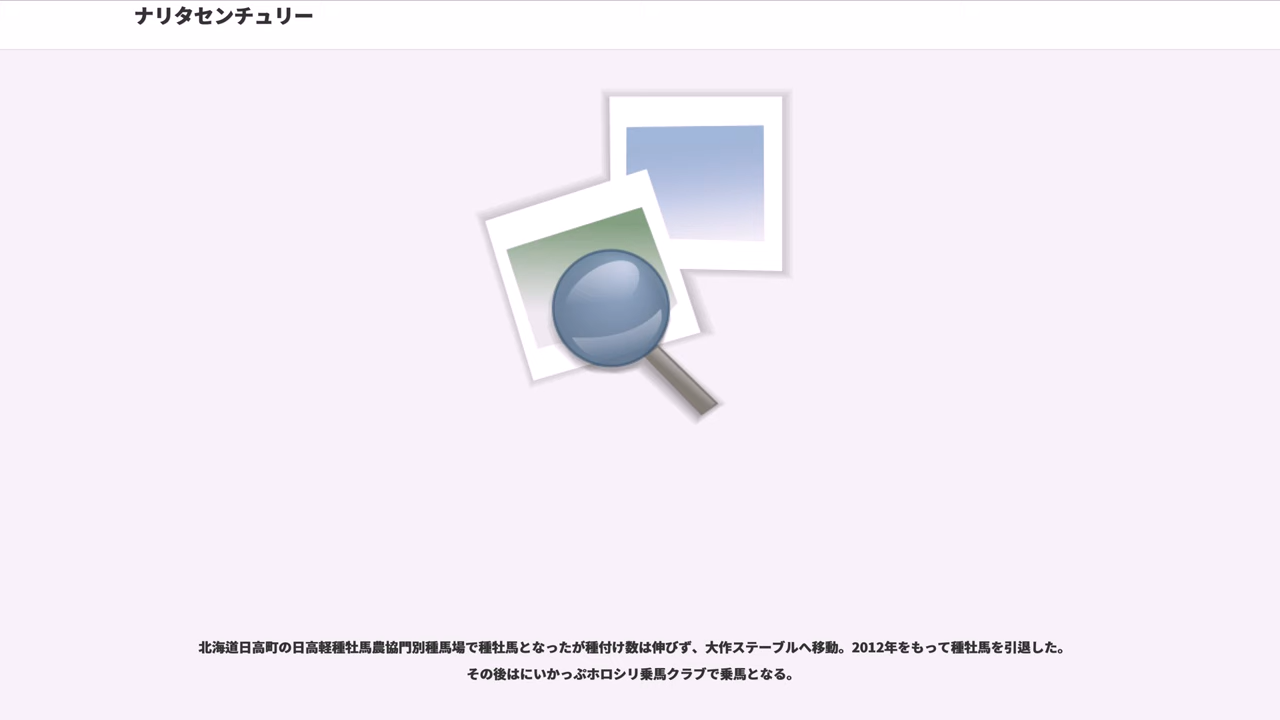 ナリタセンチュリー
北海道日高町の日高軽種牡馬農協門別種馬場で種牡馬となったが種付け数は伸びず、大作ステーブルへ移動。2012年をもって種牡馬を引退した。
その後はにいかっぷホロシリ乗馬クラブで乗馬となる。